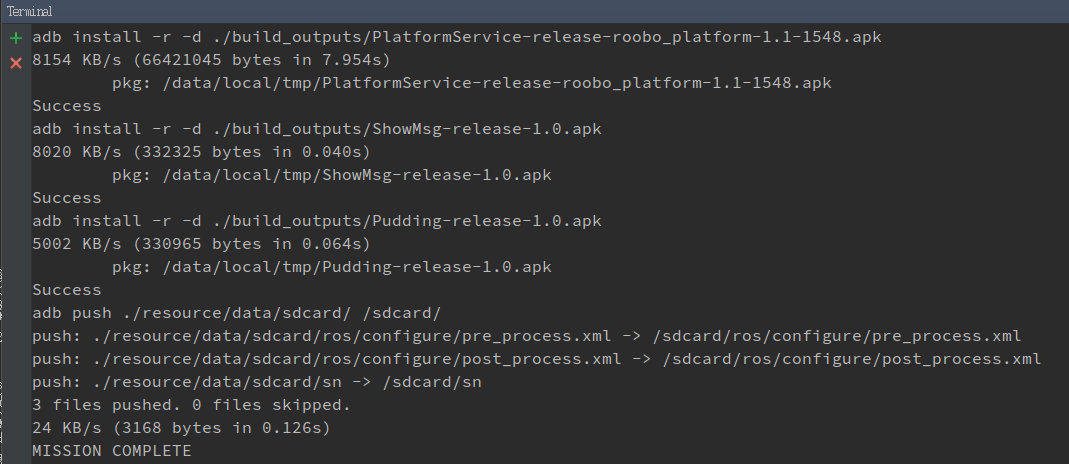 Terminal
adb install -r -d ./build_outputs/PlatformService-release-roobo_platform-1.1-1548.apk
8154 KB/s (66421045 bytes in 7.954s)
pkg: /data/local/tmp/PlatformService-release-roobo_platform-1.1-1548.apk
Success
adb install -r -d ./build_outputs/ShowMsg-release-1.0.apk
8020 KB/s (332325 bytes in 0.040s)
pkg: /data/local/tmp/ShowMsg-release-1.0.apk
Success
adb install -r -d ./build_outputs/Pudding-release-1.0.apk
5002 KB/s (330965 bytes in 0.064s)
pkg: /data/local/tmp/Pudding-release-1.0.apk
Success
adb push ./resource/data/sdcard/ /sdcard/
push: ./resource/data/sdcard/ros/configure/pre_process.xml -> /sdcard/ros/configure/pre_process.xml
push: ./resource/data/sdcard/ros/configure/post_process.xml -> /sdcard/ros/configure/post_process.xml
push: ./resource/data/sdcard/sn -> /sdcard/sn
3 files pushed. 0 files skipped.
24 KB/s (3168 bytes in 0.126s)
MISSION COMPLETE